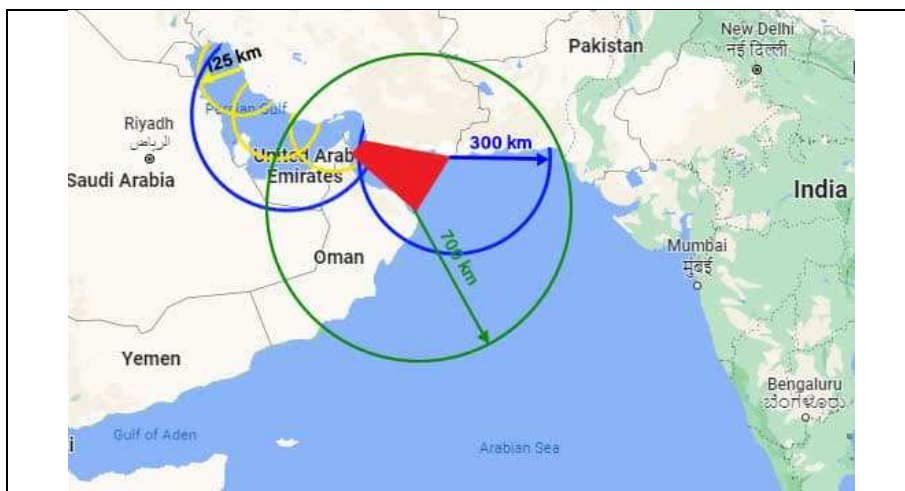 New Delhi
नई दिल्ली
Pakistan
125 km
Persian Gulf
Riyadh
الرياض
300 km
United Arab
Emirates
Saudi Arabia
India
700 km
Mumbai
मुंबई
Oman
Yemen
Bengaluru
ಬೆಂಗಳೂರು
Gulf of Aden
Arabian Sea